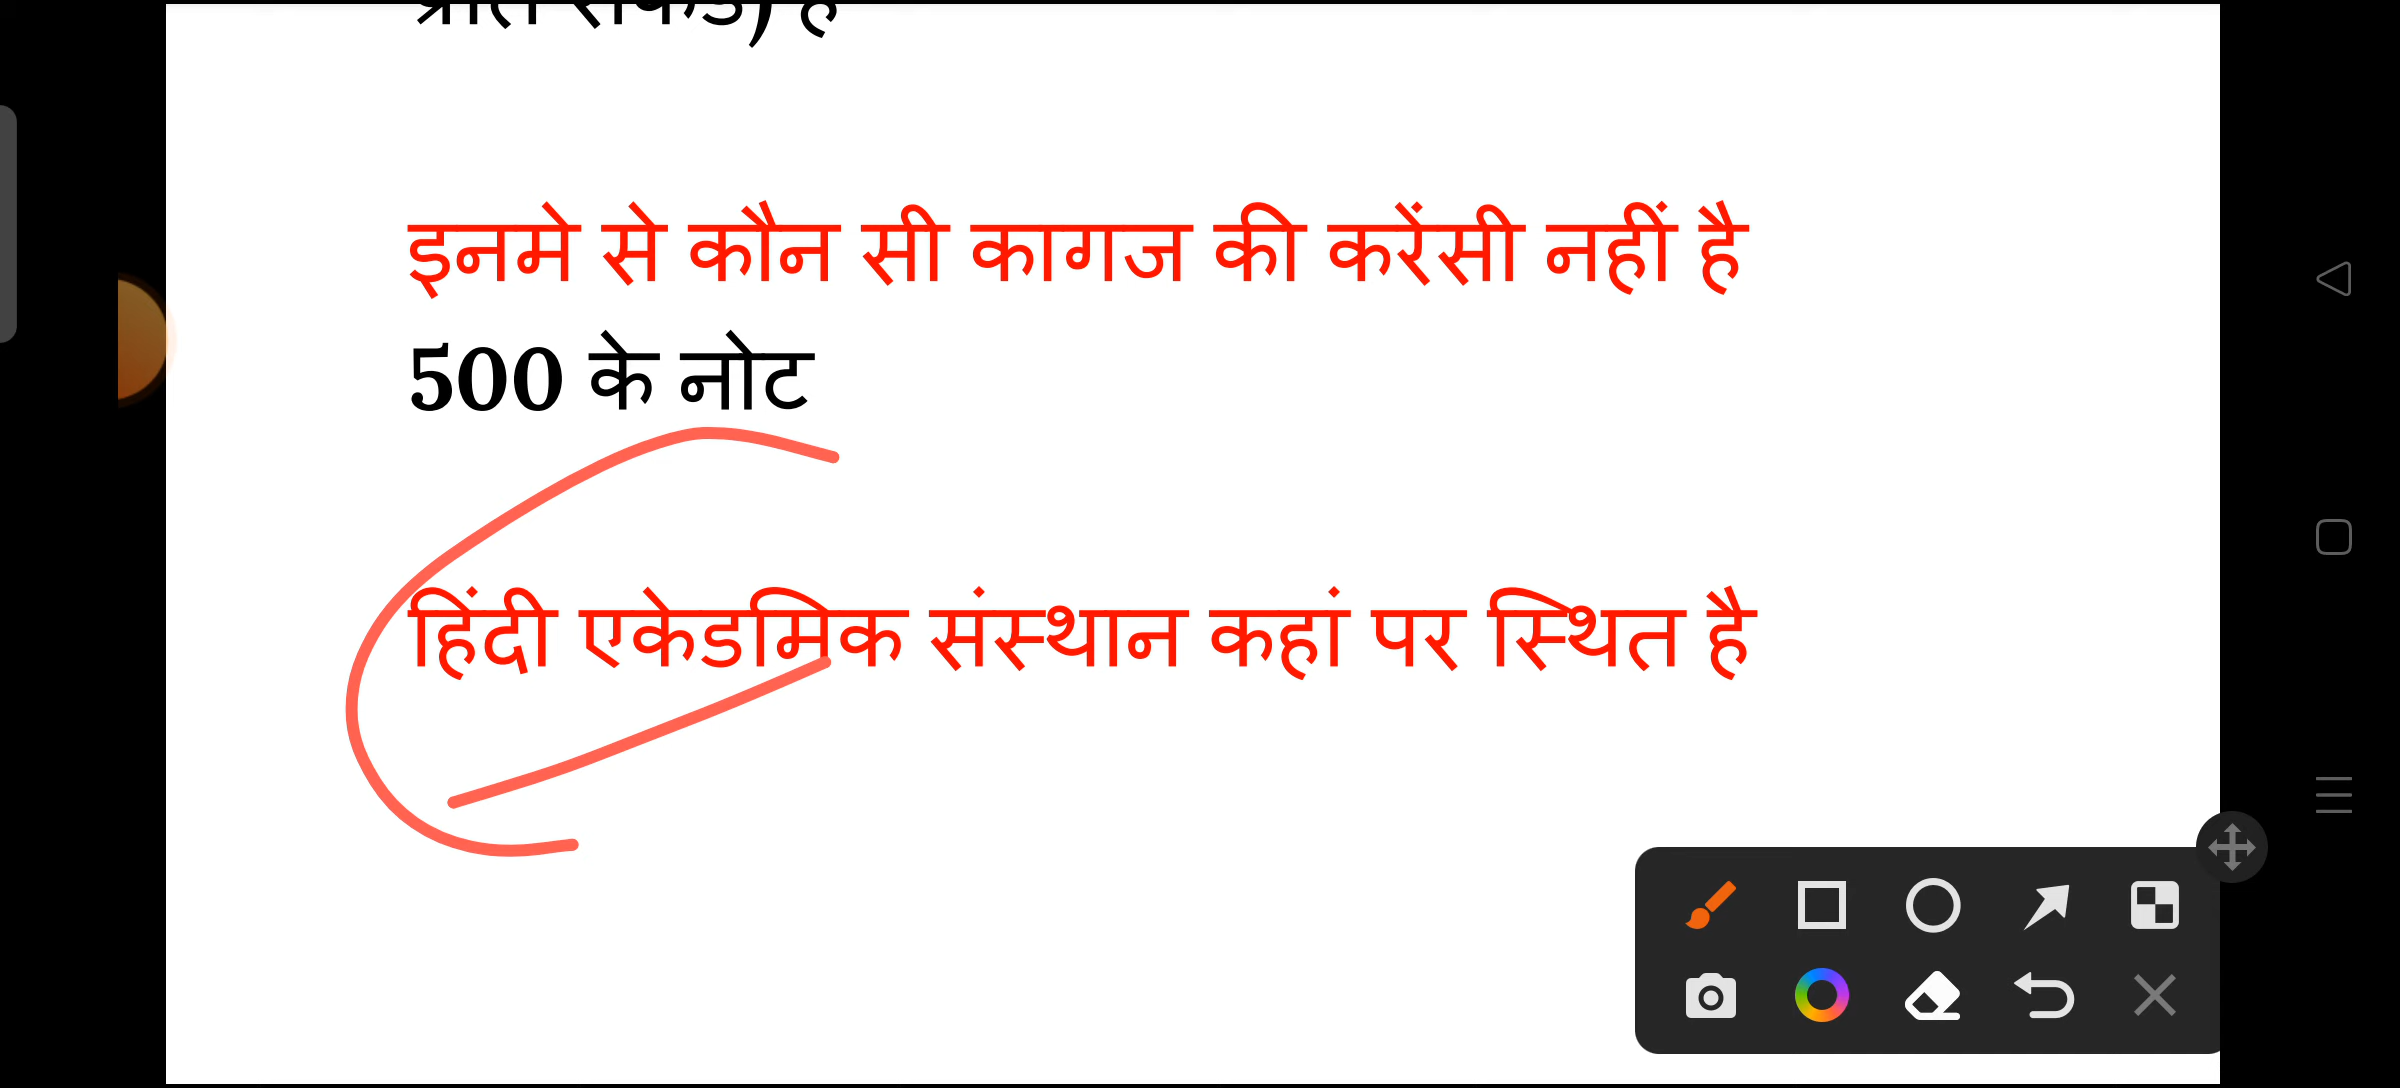 इनमे से कौन सी कागज की करेंसी नहीं है
500 के नोट
हिंदी एकेडमिक संस्थान कहां पर स्थित है